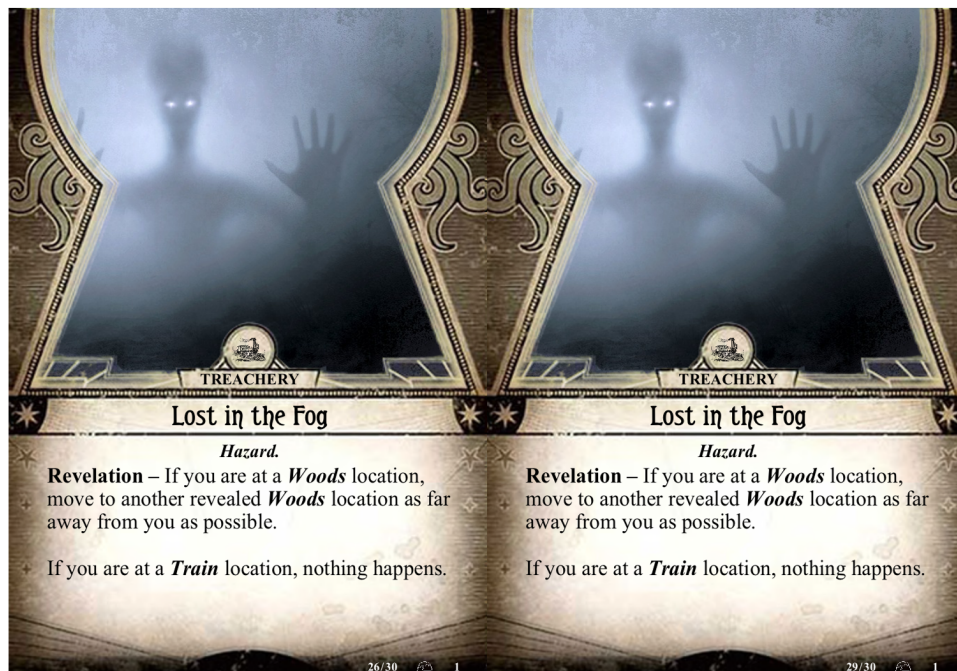 TREACHERY
Lost in the Fog
Hazard.
Revelation – If you are at a Woods location,
move to another revealed Woods location as far
away from you as possible.
If you are at a Train location, nothing happens.
26/30 1
TREACHERY
Lost in the Fog
Hazard.
Revelation – If you are at a Woods location,
move to another revealed Woods location as far
away from you as possible.
If you are at a Train location, nothing happens.
29/30 1